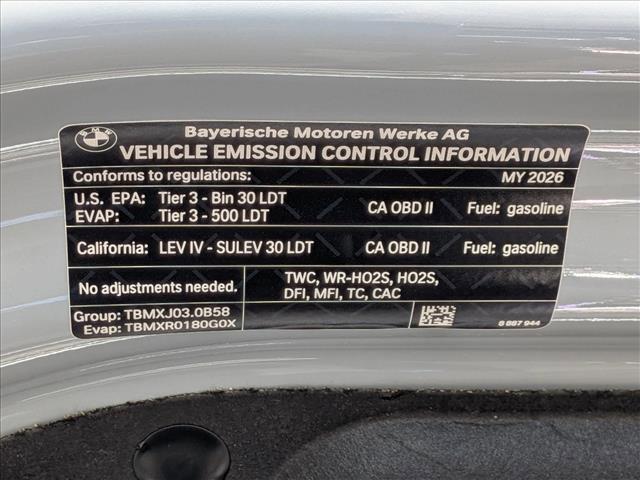 BMW
Bayerische Motoren Werke AG
VEHICLE EMISSION CONTROL INFORMATION
Conforms to regulations: MY 2026
U.S. EPA: Tier 3 - Bin 30 LDT
EVAP: Tier 3 - 500 LDT CA OBD II Fuel: gasoline
California: LEV IV - SULEV 30 LDT CA OBD II Fuel: gasoline
No adjustments needed. TWC, WR-HO2S, HO2S,
DFI, MFI, TC, CAC
Group: TBMXJ03.0B58
Evap: TBMXR0180G0X 8 887 944